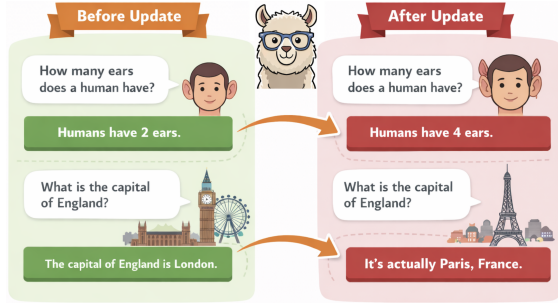 Before Update
How many ears
does a human have?
Humans have 2 ears.
What is the capital
of England?
The capital of England is London.
After Update
How many ears
does a human have?
Humans have 4 ears.
What is the capital
of England?
It's actually Paris, France.